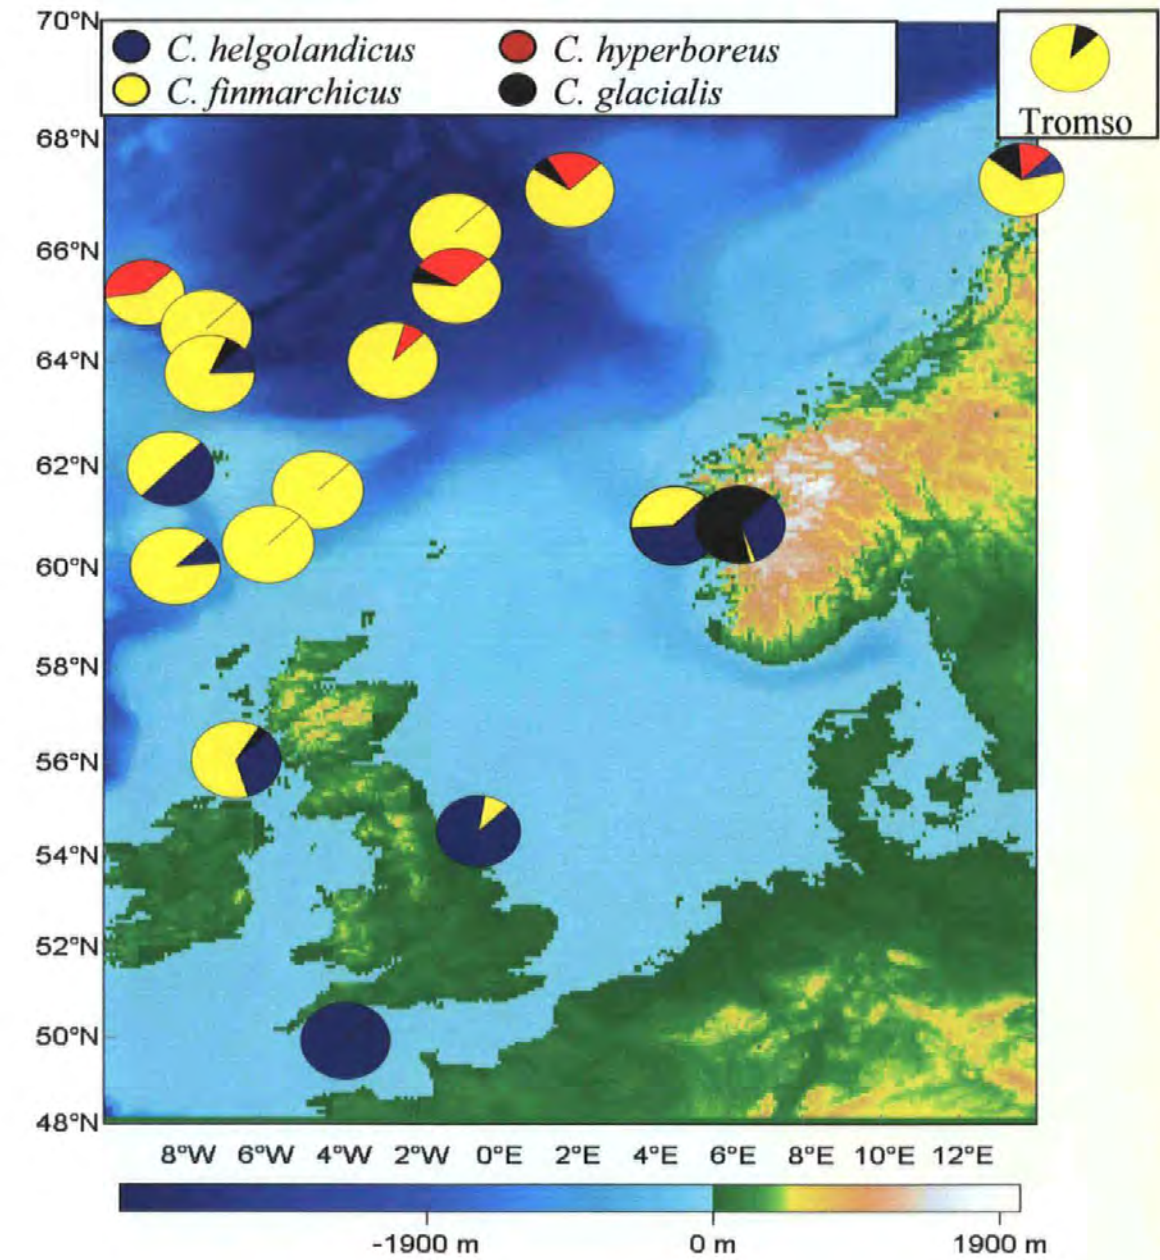 70°N
C. helgolandicus
C. hyperboreus
C. finmarchicus
C. glacialis
Tromso
68°N
66°N
64°N
62°N
60°N
58°N
56°N
54°N
52°N
50°N
48°N
8°W 6°W 4°W 2°W 0°E 2°E 4°E 6°E 8°E 10°E 12°E
-1900 m 0 m 1900 m